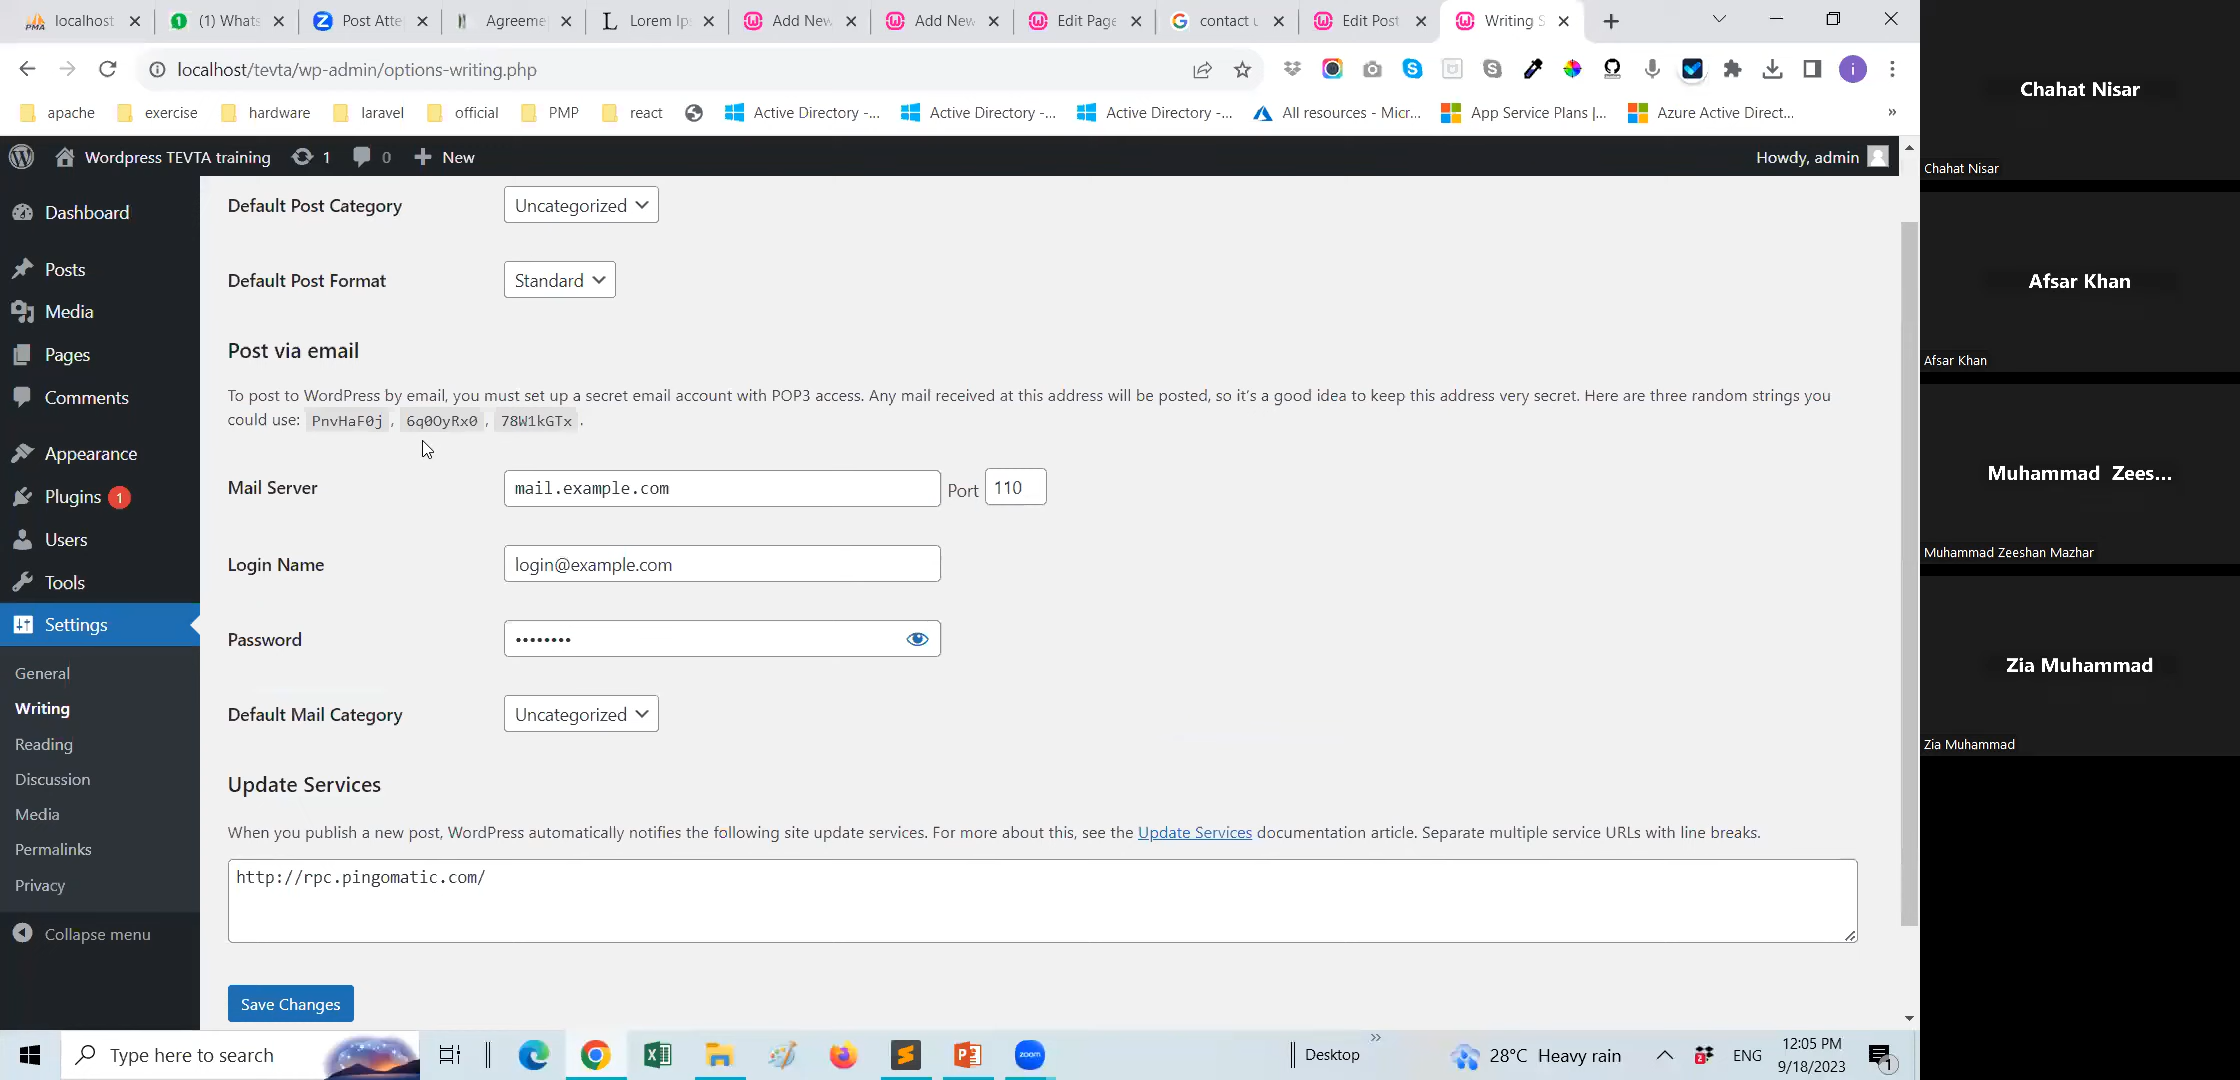 localhost
(1) Whats
Post Atte
Agreeme
Lorem Ip
Add New
Add New
Edit Page
contact u
Edit Post
Writing S
localhost/tevta/wp-admin/options-writing.php
apache
exercise
hardware
laravel
official
PMP
react
Active Directory -...
Active Directory -...
Active Directory -...
All resources - Micr...
App Service Plans |...
Azure Active Direct...
»
Wordpress TEVTA training
1
0
New
Howdy, admin
Dashboard
Posts
Media
Pages
Comments
Appearance
Plugins 1
Users
Tools
Settings
General
Writing
Reading
Discussion
Media
Permalinks
Privacy
Collapse menu
Default Post Category
Uncategorized
Default Post Format
Standard
Post via email
To post to WordPress by email, you must set up a secret email account with POP3 access. Any mail received at this address will be posted, so it's a good idea to keep this address very secret. Here are three random strings you
could use: PnvHaF0j , 6q0OyRx0 , 78W1kGTx .
Mail Server
mail.example.com
Port
110
Login Name
login@example.com
Password
••••••••
Default Mail Category
Uncategorized
Update Services
When you publish a new post, WordPress automatically notifies the following site update services. For more about this, see the Update Services documentation article. Separate multiple service URLs with line breaks.
http://rpc.pingomatic.com/
Save Changes
Type here to search
zoom
Desktop
»
28°C Heavy rain
ENG
12:05 PM
9/18/2023
1
Chahat Nisar
Chahat Nisar
Afsar Khan
Afsar Khan
Muhammad Zees...
Muhammad Zeeshan Mazhar
Zia Muhammad
Zia Muhammad